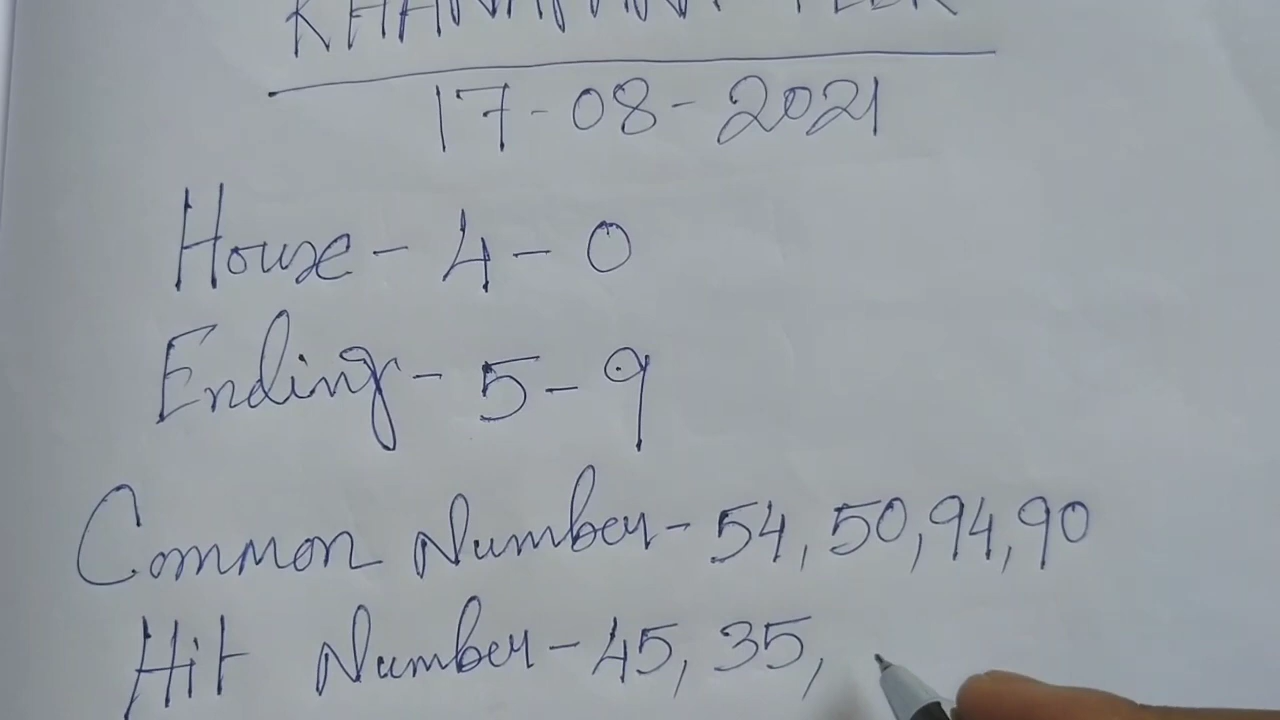 17-08-2021
House - 4 - 0
Ending - 5 - 9
Common Number - 54, 50, 94, 90
Hit Number - 45, 35,